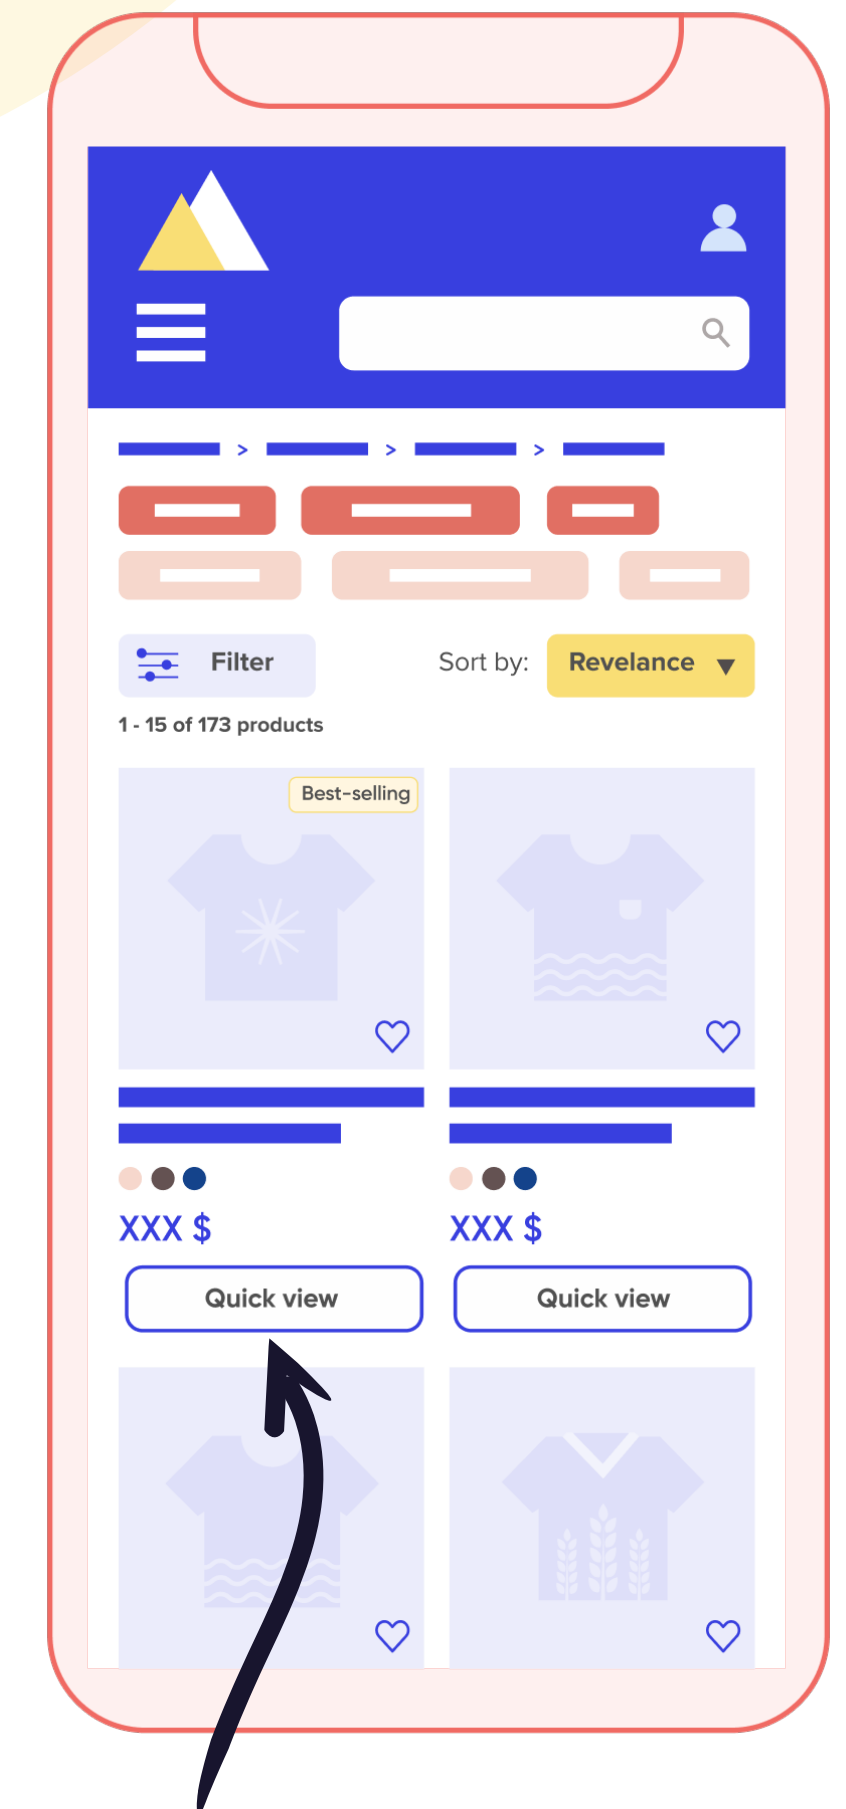 > > >
Filter
Sort by: Revelance ▼
1 - 15 of 173 products
Best-selling
XXX $
XXX $
Quick view
Quick view